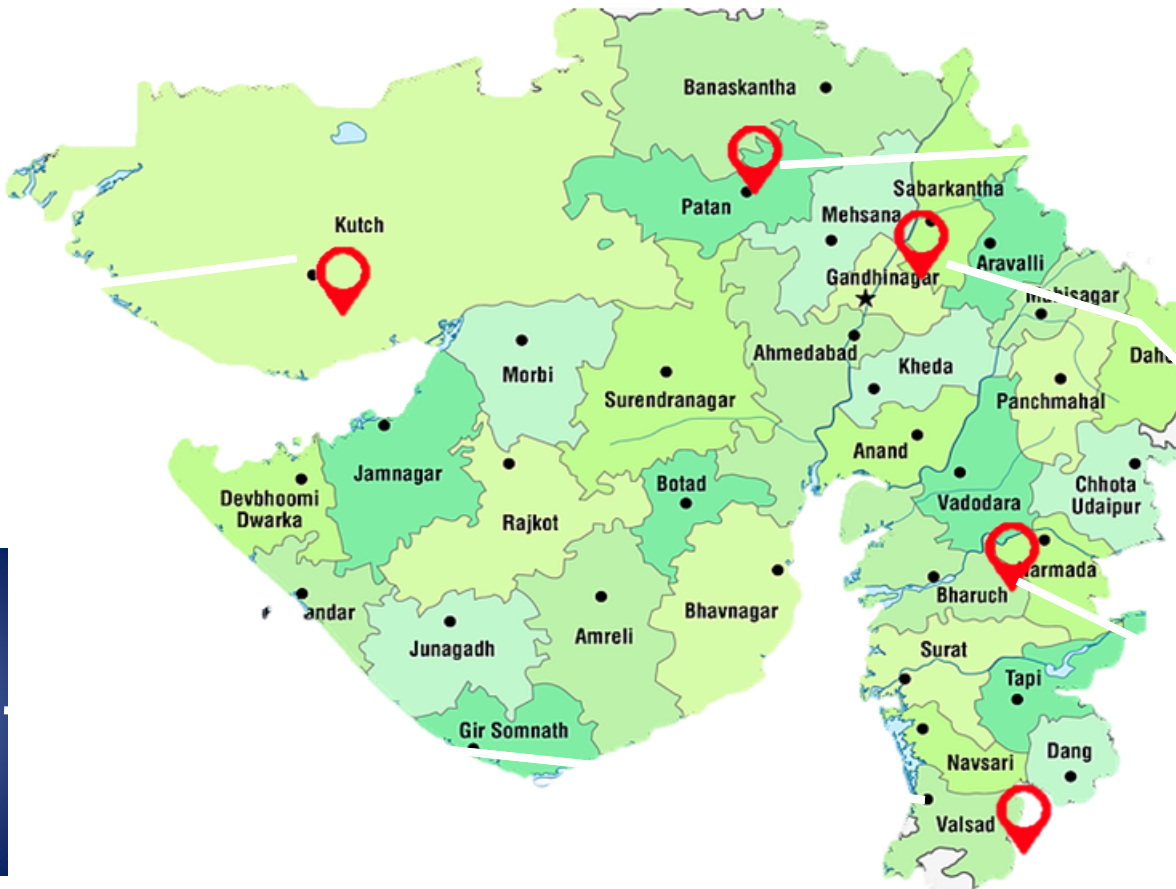 Banaskantha
Sabarkantha
Patan
Mehsana
Kutch
Aravalli
Gandhinagar
Mahisagar
Morbi
Ahmedabad
Kheda
Surendranagar
Panchmahal
Anand
Jamnagar
Botad
Devbhoomi
Dwarka
Rajkot
Vadodara
Chhota
Udaipur
Bharuch
Bhavnagar
Amreli
Junagadh
Surat
Tapi
Gir Somnath
Navsari
Dang
Valsad